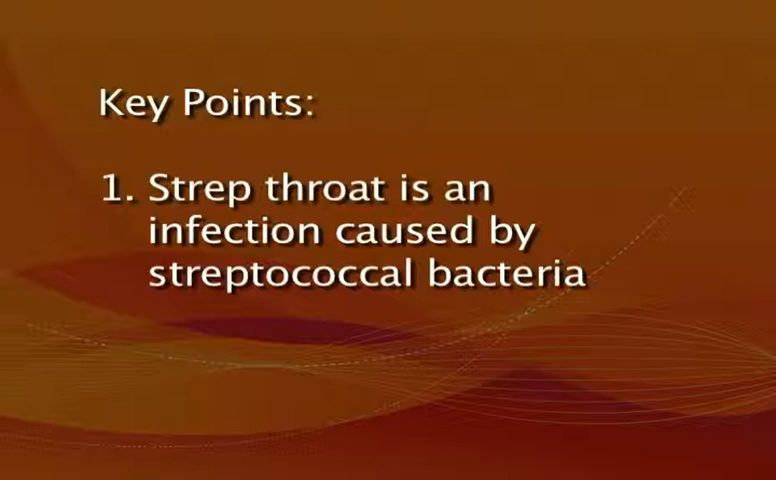 Key Points:
1. Strep throat is an
infection caused by
streptococcal bacteria